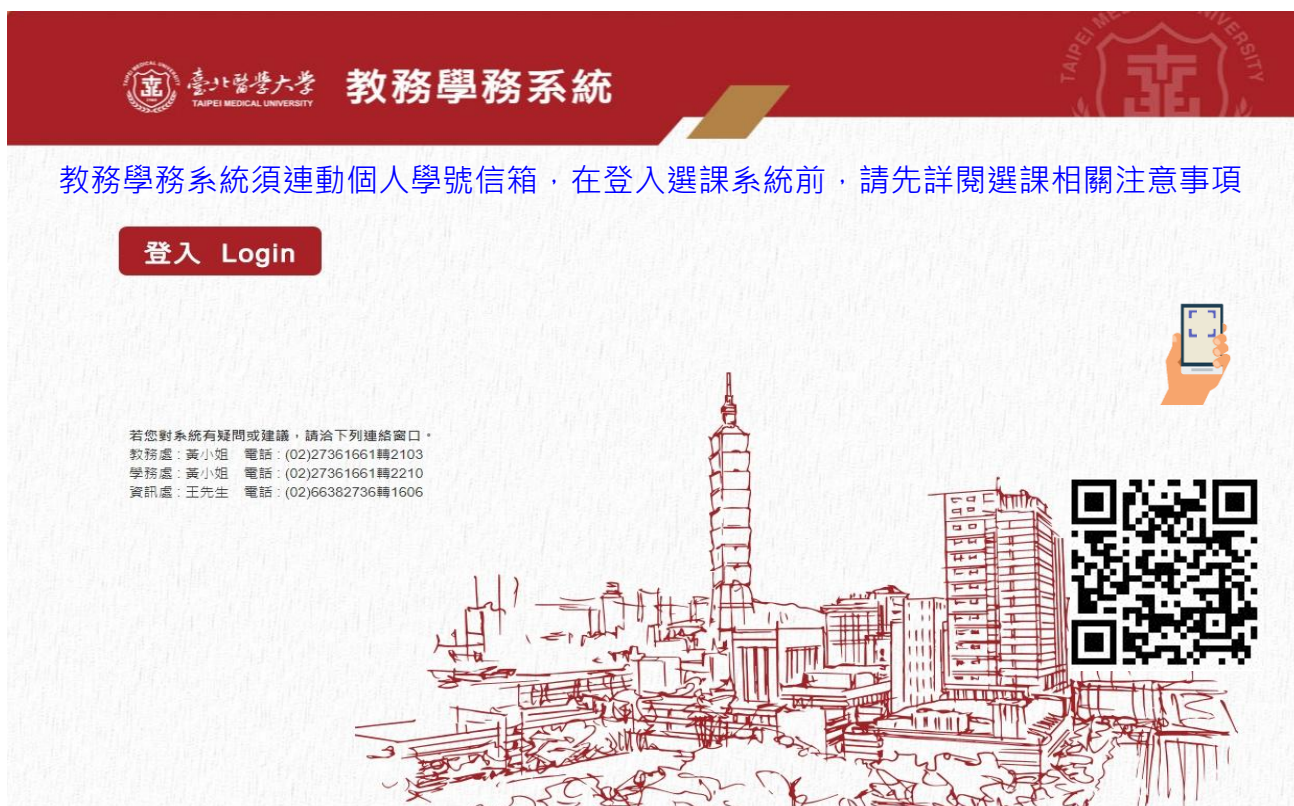 臺北醫學大學
TAIPEI MEDICAL UNIVERSITY
教務學務系統
TAIPEI MEDICAL UNIVERSITY
教務學務系統須連動個人學號信箱，在登入選課系統前，請先詳閱選課相關注意事項
登入 Login
若您對系統有疑問或建議，請洽下列連絡窗口。
教務處：黃小姐 電話：(02)27361661轉2103
學務處：黃小姐 電話：(02)27361661轉2210
資訊處：王先生 電話：(02)66382736轉1606